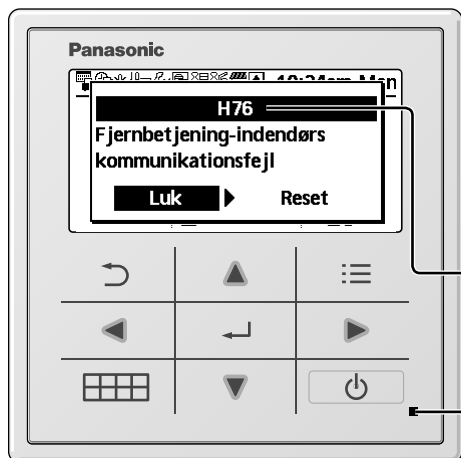 Panasonic
10:34am Mon
H76
Fjernbetjening-indendørs
kommunikationsfejl
Luk
Reset